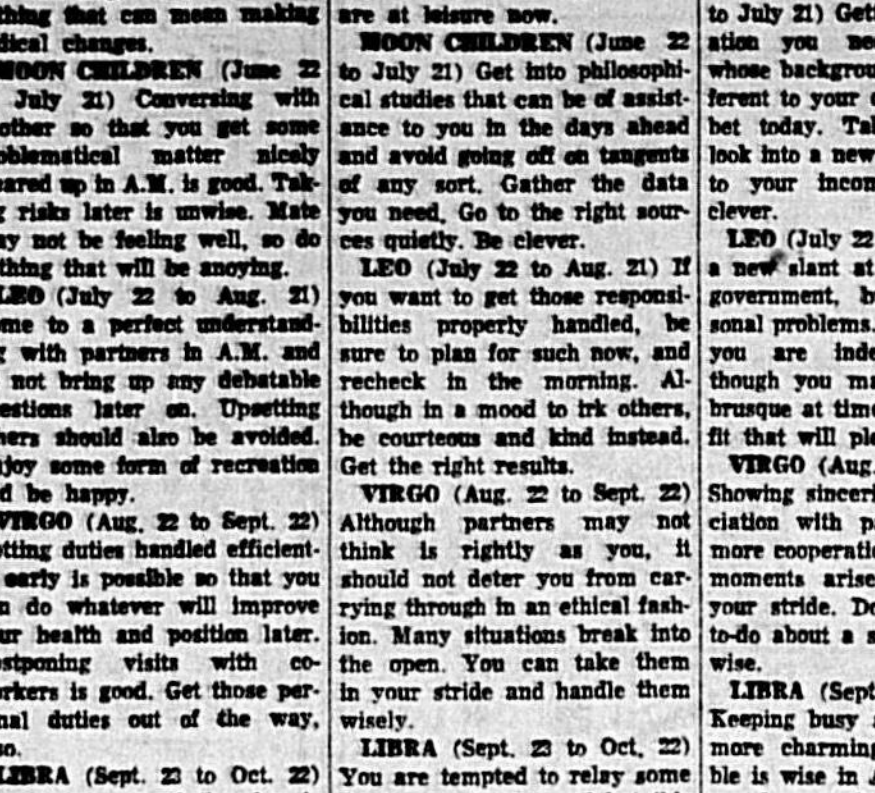 thing that can mean making
dical changes.
MOON CHILDREN (June 22
July 21) Conversing with
other so that you get some
oblematical matter nicely
eared up in A.M. is good. Tak-
g risks later is unwise. Mate
ay not be feeling well, so do
thing that will be anoying.
LEO (July 22 to Aug. 21)
me to a perfect understand-
g with partners in A.M. and
not bring up any debatable
estions later on. Upsetting
hers should also be avoided.
joy some form of recreation
d be happy.
VIRGO (Aug. 22 to Sept. 22)
tting duties handled efficient-
early is possible so that you
n do whatever will improve
ur health and position later.
stponing visits with co-
rkers is good. Get those per-
nal duties out of the way,
so.
LIBRA (Sept. 23 to Oct. 22)
are at leisure now.
MOON CHILDREN (June 22
to July 21) Get into philosophi-
cal studies that can be of assist-
ance to you in the days ahead
and avoid going off on tangents
of any sort. Gather the data
you need. Go to the right sour-
ces quietly. Be clever.
LEO (July 22 to Aug. 21) If
you want to get those responsi-
bilities properly handled, be
sure to plan for such now, and
recheck in the morning. Al-
though in a mood to irk others,
be courteous and kind instead.
Get the right results.
VIRGO (Aug. 22 to Sept. 22)
Although partners may not
think is rightly as you, it
should not deter you from car-
rying through in an ethical fash-
ion. Many situations break into
the open. You can take them
in your stride and handle them
wisely.
LIBRA (Sept. 23 to Oct. 22)
You are tempted to relay some
to July 21) Gett
ation you nee
whose backgrou
ferent to your o
bet today. Tal
look into a new
to your incom
clever.
LEO (July 22
a new slant at
government, b
sonal problems.
you are inde
though you ma
brusque at time
fit that will ple
VIRGO (Aug.
Showing sinceri
ciation with pa
more cooperatio
moments arise
your stride. Do
to-do about a s
wise.
LIBRA (Sept
Keeping busy
more charming
ble is wise in